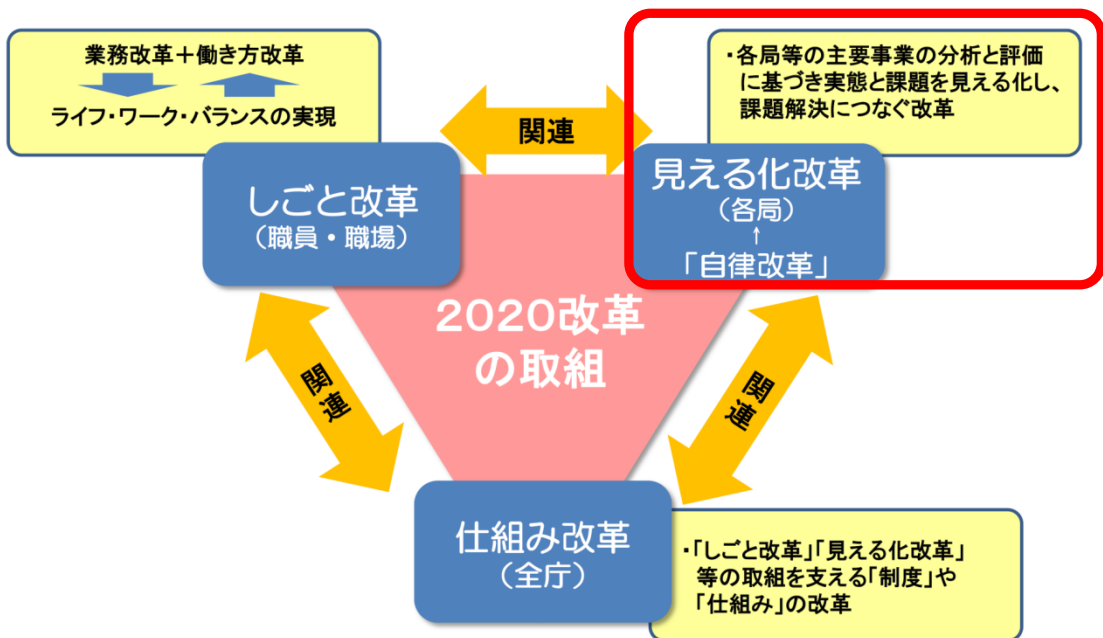 業務改革＋働き方改革
ライフ・ワーク・バランスの実現
しごと改革
（職員・職場）
関連
・各局等の主要事業の分析と評価
に基づき実態と課題を見える化し、
課題解決につなぐ改革
見える化改革
（各局）
↑
「自律改革」
2020改革
の取組
関連
関連
仕組み改革
（全庁）
・「しごと改革」「見える化改革」
等の取組を支える「制度」や
「仕組み」の改革